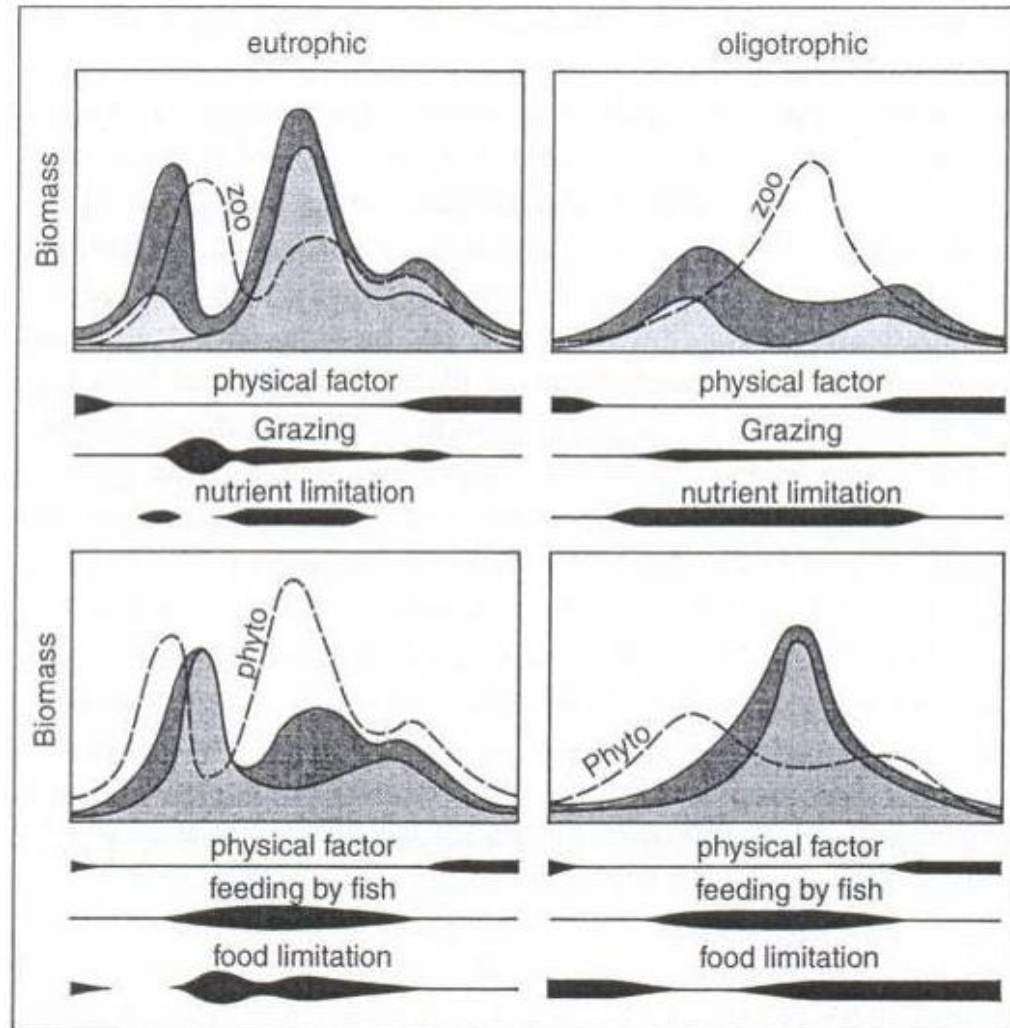 eutrophic
oligotrophic
Biomass
zoo
zoo
physical factor
physical factor
Grazing
Grazing
nutrient limitation
nutrient limitation
Biomass
phyto
Phyto
physical factor
physical factor
feeding by fish
feeding by fish
food limitation
food limitation